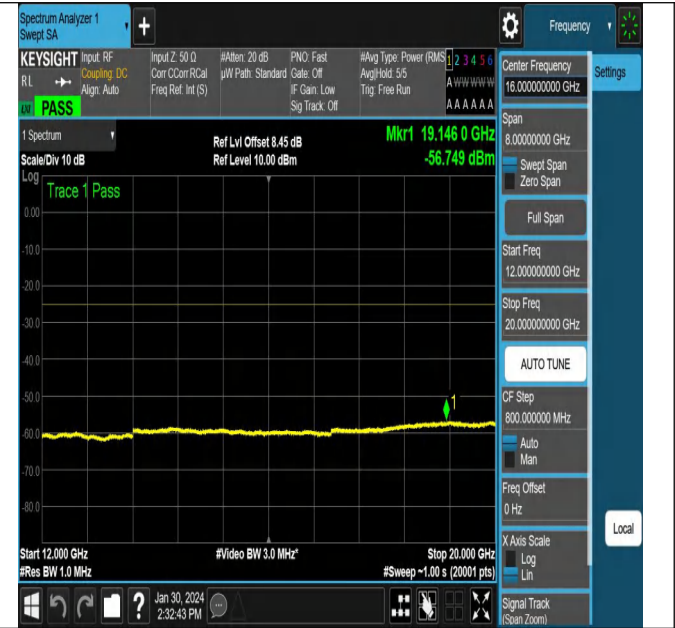 Spectrum Analyzer 1
Swept SA
+
Frequency
KEYSIGHT
RL
PASS
Input: RF
Coupling: DC
Align: Auto
Input Z: 50 Ω
Corr CCorr RCal
Freq Ref: Int (S)
#Atten: 20 dB
µW Path: Standard
PNO: Fast
Gate: Off
IF Gain: Low
Sig Track: Off
#Avg Type: Power (RMS
Avg|Hold: 5/5
Trig: Free Run
1 2 3 4 5 6
A W W W W W
A A A A A A
1 Spectrum
Scale/Div 10 dB
Ref Lvl Offset 8.45 dB
Ref Level 10.00 dBm
Mkr1 19.146 0 GHz
-56.749 dBm
Log
Trace 1 Pass
0.00
-10.0
-20.0
-30.0
-40.0
-50.0
-60.0
-70.0
-80.0
1
Start 12.000 GHz
#Res BW 1.0 MHz
#Video BW 3.0 MHz*
Stop 20.000 GHz
#Sweep ~1.00 s (20001 pts)
Jan 30, 2024
2:32:43 PM
Center Frequency
16.000000000 GHz
Settings
Span
8.00000000 GHz
Swept Span
Zero Span
Full Span
Start Freq
12.000000000 GHz
Stop Freq
20.000000000 GHz
AUTO TUNE
CF Step
800.000000 MHz
Auto
Man
Freq Offset
0 Hz
X Axis Scale
Log
Lin
Local
Signal Track
(Span Zoom)